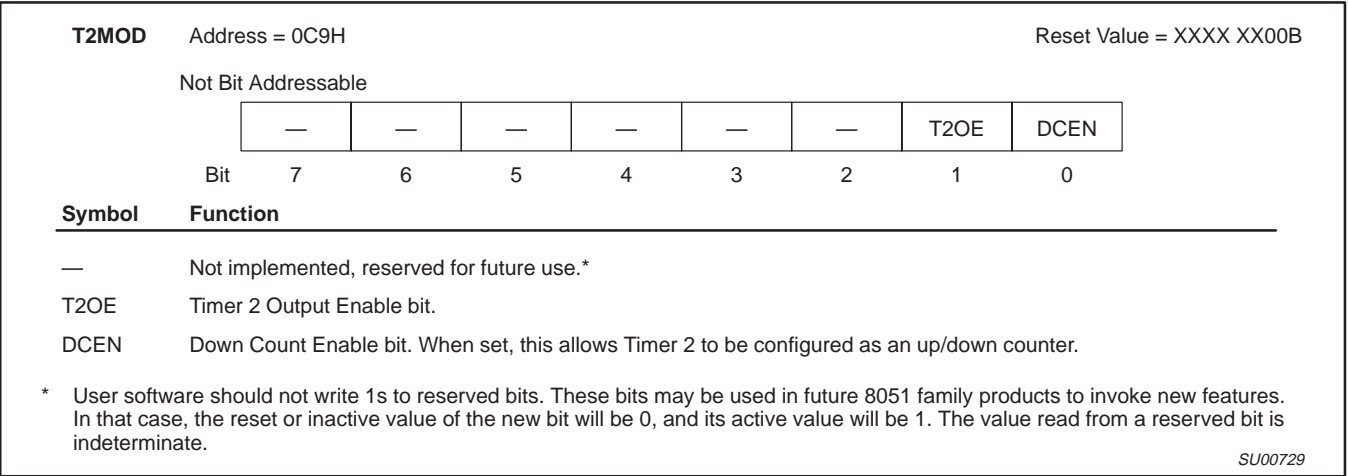 T2MOD Address = 0C9H Reset Value = XXXX XX00B
Not Bit Addressable
— — — — — — T2OE DCEN
Bit 7 6 5 4 3 2 1 0
Symbol Function
— Not implemented, reserved for future use.*
T2OE Timer 2 Output Enable bit.
DCEN Down Count Enable bit. When set, this allows Timer 2 to be configured as an up/down counter.
* User software should not write 1s to reserved bits. These bits may be used in future 8051 family products to invoke new features.
In that case, the reset or inactive value of the new bit will be 0, and its active value will be 1. The value read from a reserved bit is
indeterminate.
SU00729